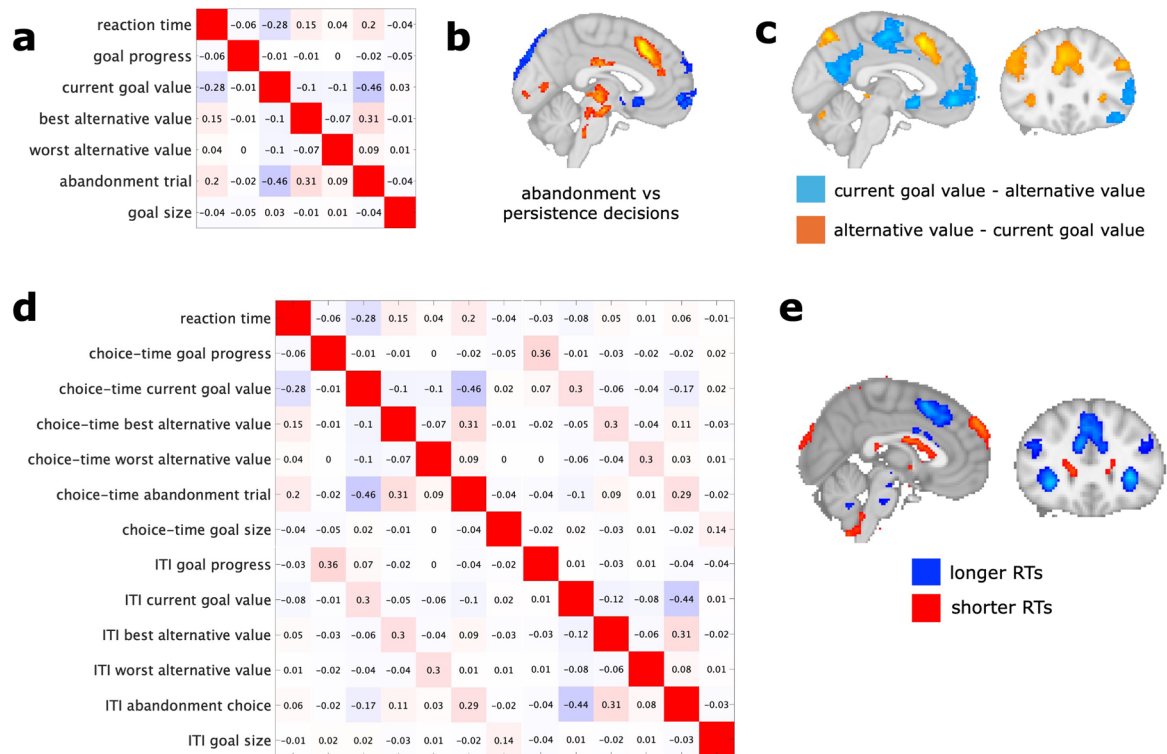 a
reaction time -0.06 -0.28 0.15 0.04 0.2 -0.04
goal progress -0.06 -0.01 -0.01 0 -0.02 -0.05
current goal value -0.28 -0.01 -0.1 -0.1 -0.46 0.03
best alternative value 0.15 -0.01 -0.1 -0.07 0.31 -0.01
worst alternative value 0.04 0 -0.1 -0.07 0.09 0.01
abandonment trial 0.2 -0.02 -0.46 0.31 0.09 -0.04
goal size -0.04 -0.05 0.03 -0.01 0.01 -0.04
b
abandonment vs
persistence decisions
c
current goal value - alternative value
alternative value - current goal value
d
reaction time -0.06 -0.28 0.15 0.04 0.2 -0.04 -0.03 -0.08 0.05 0.01 0.06 -0.01
choice-time goal progress -0.06 -0.01 -0.01 0 -0.02 -0.05 0.36 -0.01 -0.03 -0.02 -0.02 0.02
choice-time current goal value -0.28 -0.01 -0.1 -0.1 -0.46 0.02 0.07 0.3 -0.06 -0.04 -0.17 0.02
choice-time best alternative value 0.15 -0.01 -0.1 -0.07 0.31 -0.01 -0.02 -0.05 0.3 -0.04 0.11 -0.03
choice-time worst alternative value 0.04 0 -0.1 -0.07 0.09 0 0 -0.06 -0.04 0.3 0.03 0.01
choice-time abandonment trial 0.2 -0.02 -0.46 0.31 0.09 -0.04 -0.04 -0.1 0.09 0.01 0.29 -0.02
choice-time goal size -0.04 -0.05 0.02 -0.01 0 -0.04 -0.02 0.02 -0.03 0.01 -0.02 0.14
ITI goal progress -0.03 0.36 0.07 -0.02 0 -0.04 -0.02 0.01 -0.03 0.01 -0.04 -0.04
ITI current goal value -0.08 -0.01 0.3 -0.05 -0.06 -0.1 0.02 0.01 -0.12 -0.08 -0.44 0.01
ITI best alternative value 0.05 -0.03 -0.06 0.3 -0.04 0.09 -0.03 -0.03 -0.12 -0.06 0.31 -0.02
ITI worst alternative value 0.01 -0.02 -0.04 -0.04 0.3 0.01 0.01 0.01 -0.08 -0.06 0.08 0.01
ITI abandonment choice 0.06 -0.02 -0.17 0.11 0.03 0.29 -0.02 -0.04 -0.44 0.31 0.08 -0.03
ITI goal size -0.01 0.02 0.02 -0.03 0.01 -0.02 0.14 -0.04 0.01 -0.02 0.01 -0.03
e
longer RTs
shorter RTs